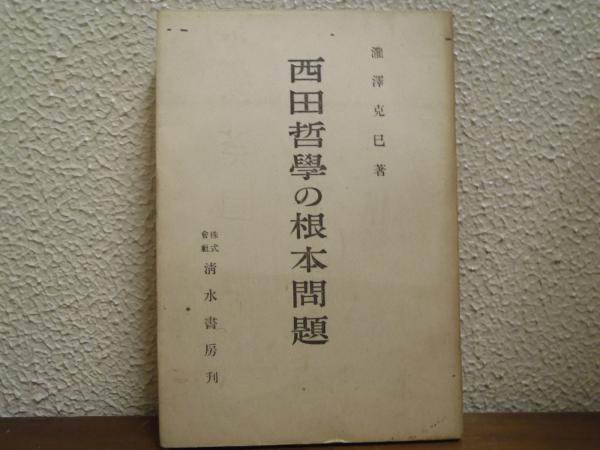 瀧澤克巳著
西田哲學の根本問題
株式會社 清水書房刊